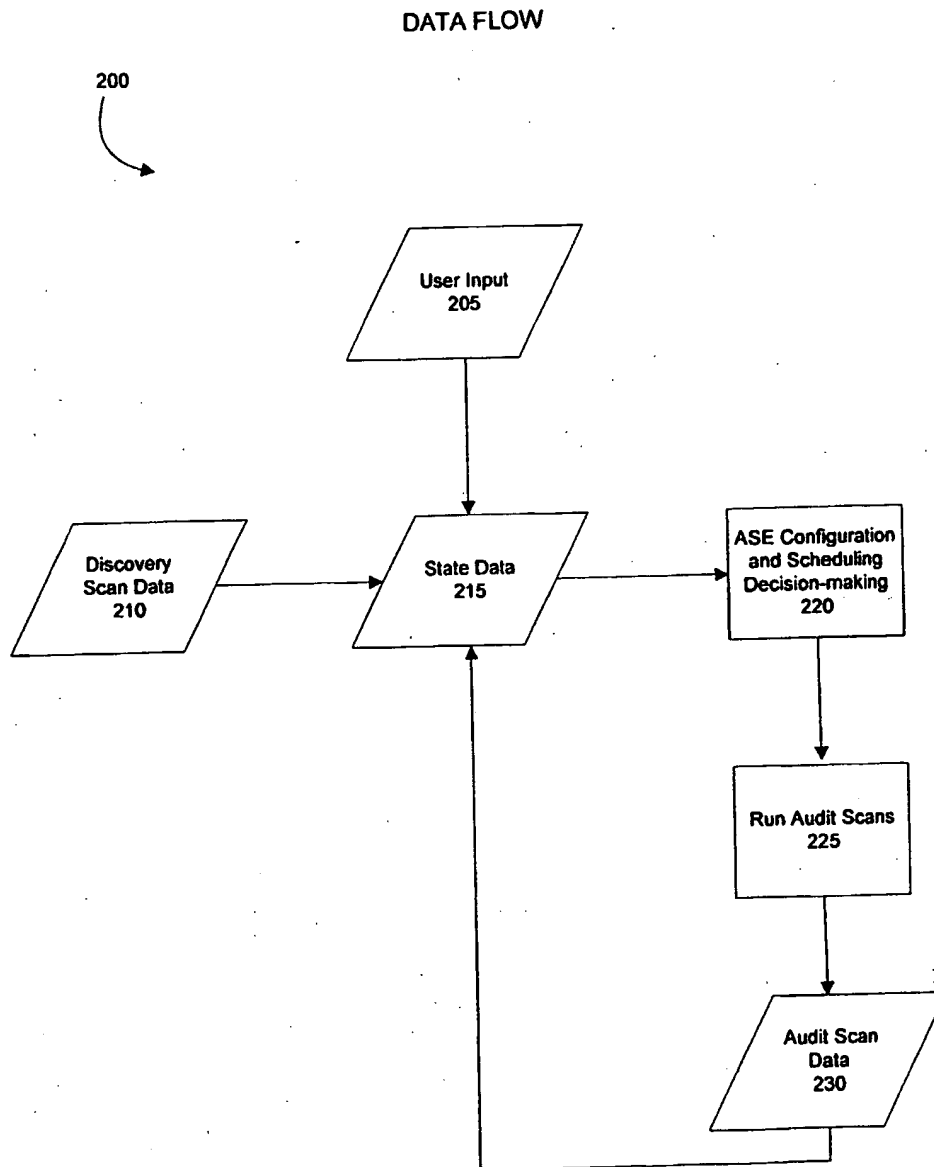 DATA FLOW
200
User Input
205
Discovery
Scan Data
210
State Data
215
ASE Configuration
and Scheduling
Decision-making
220
Run Audit Scans
225
Audit Scan
Data
230